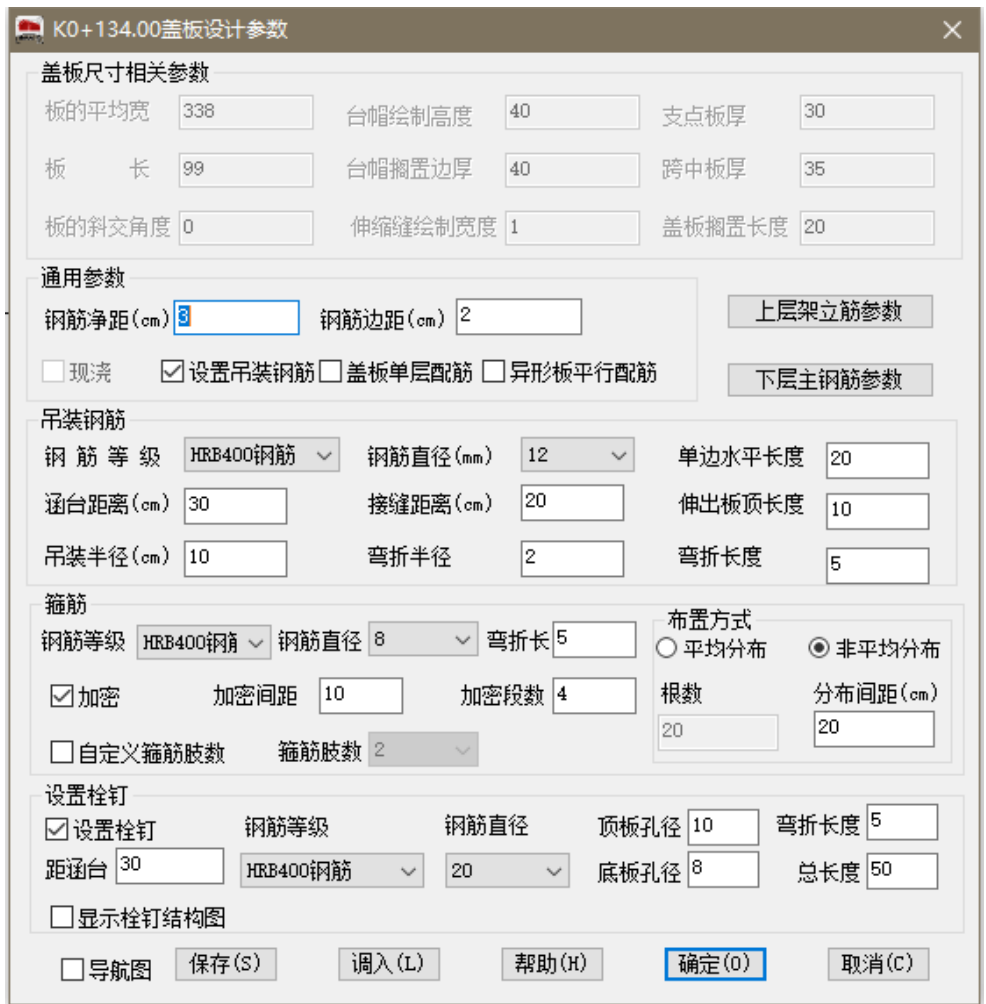 K0+134.00盖板设计参数
盖板尺寸相关参数
板的平均宽 338 台帽绘制高度 40 支点板厚 30
板 长 99 台帽搁置边厚 40 跨中板厚 35
板的斜交角度 0 伸缩缝绘制宽度 1 盖板搁置长度 20
通用参数
钢筋净距(cm) 3 钢筋边距(cm) 2 上层架立筋参数
现浇 设置吊装钢筋 盖板单层配筋 异形板平行配筋 下层主钢筋参数
吊装钢筋
钢 筋 等 级 HRB400钢筋 钢筋直径(mm) 12 单边水平长度 20
涵台距离(cm) 30 接缝距离(cm) 20 伸出板顶长度 10
吊装半径(cm) 10 弯折半径 2 弯折长度 5
箍筋
钢筋等级 HRB400钢筋 钢筋直径 8 弯折长 5
布置方式
平均分布 非平均分布
加密 加密间距 10 加密段数 4
根数 分布间距(cm)
20 20
自定义箍筋肢数 箍筋肢数 2
设置栓钉
设置栓钉 钢筋等级 钢筋直径 顶板孔径 10 弯折长度 5
距涵台 30 HRB400钢筋 20 底板孔径 8 总长度 50
显示栓钉结构图
导航图 保存(S) 调入(L) 帮助(H) 确定(O) 取消(C)